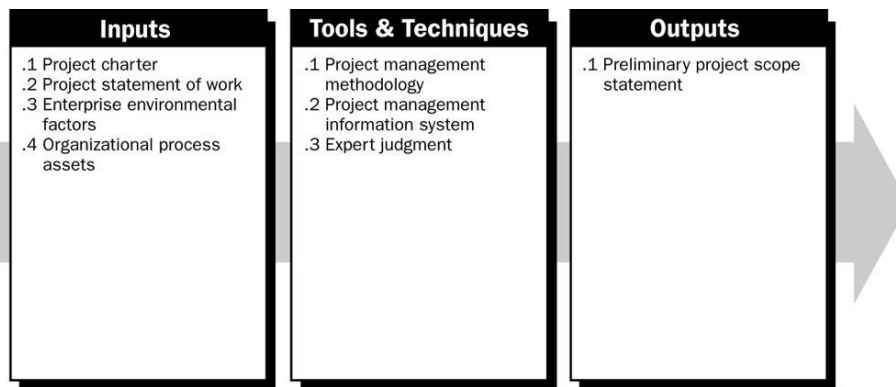 Inputs
.1 Project charter
.2 Project statement of work
.3 Enterprise environmental
factors
.4 Organizational process
assets
Tools & Techniques
.1 Project management
methodology
.2 Project management
information system
.3 Expert judgment
Outputs
.1 Preliminary project scope
statement